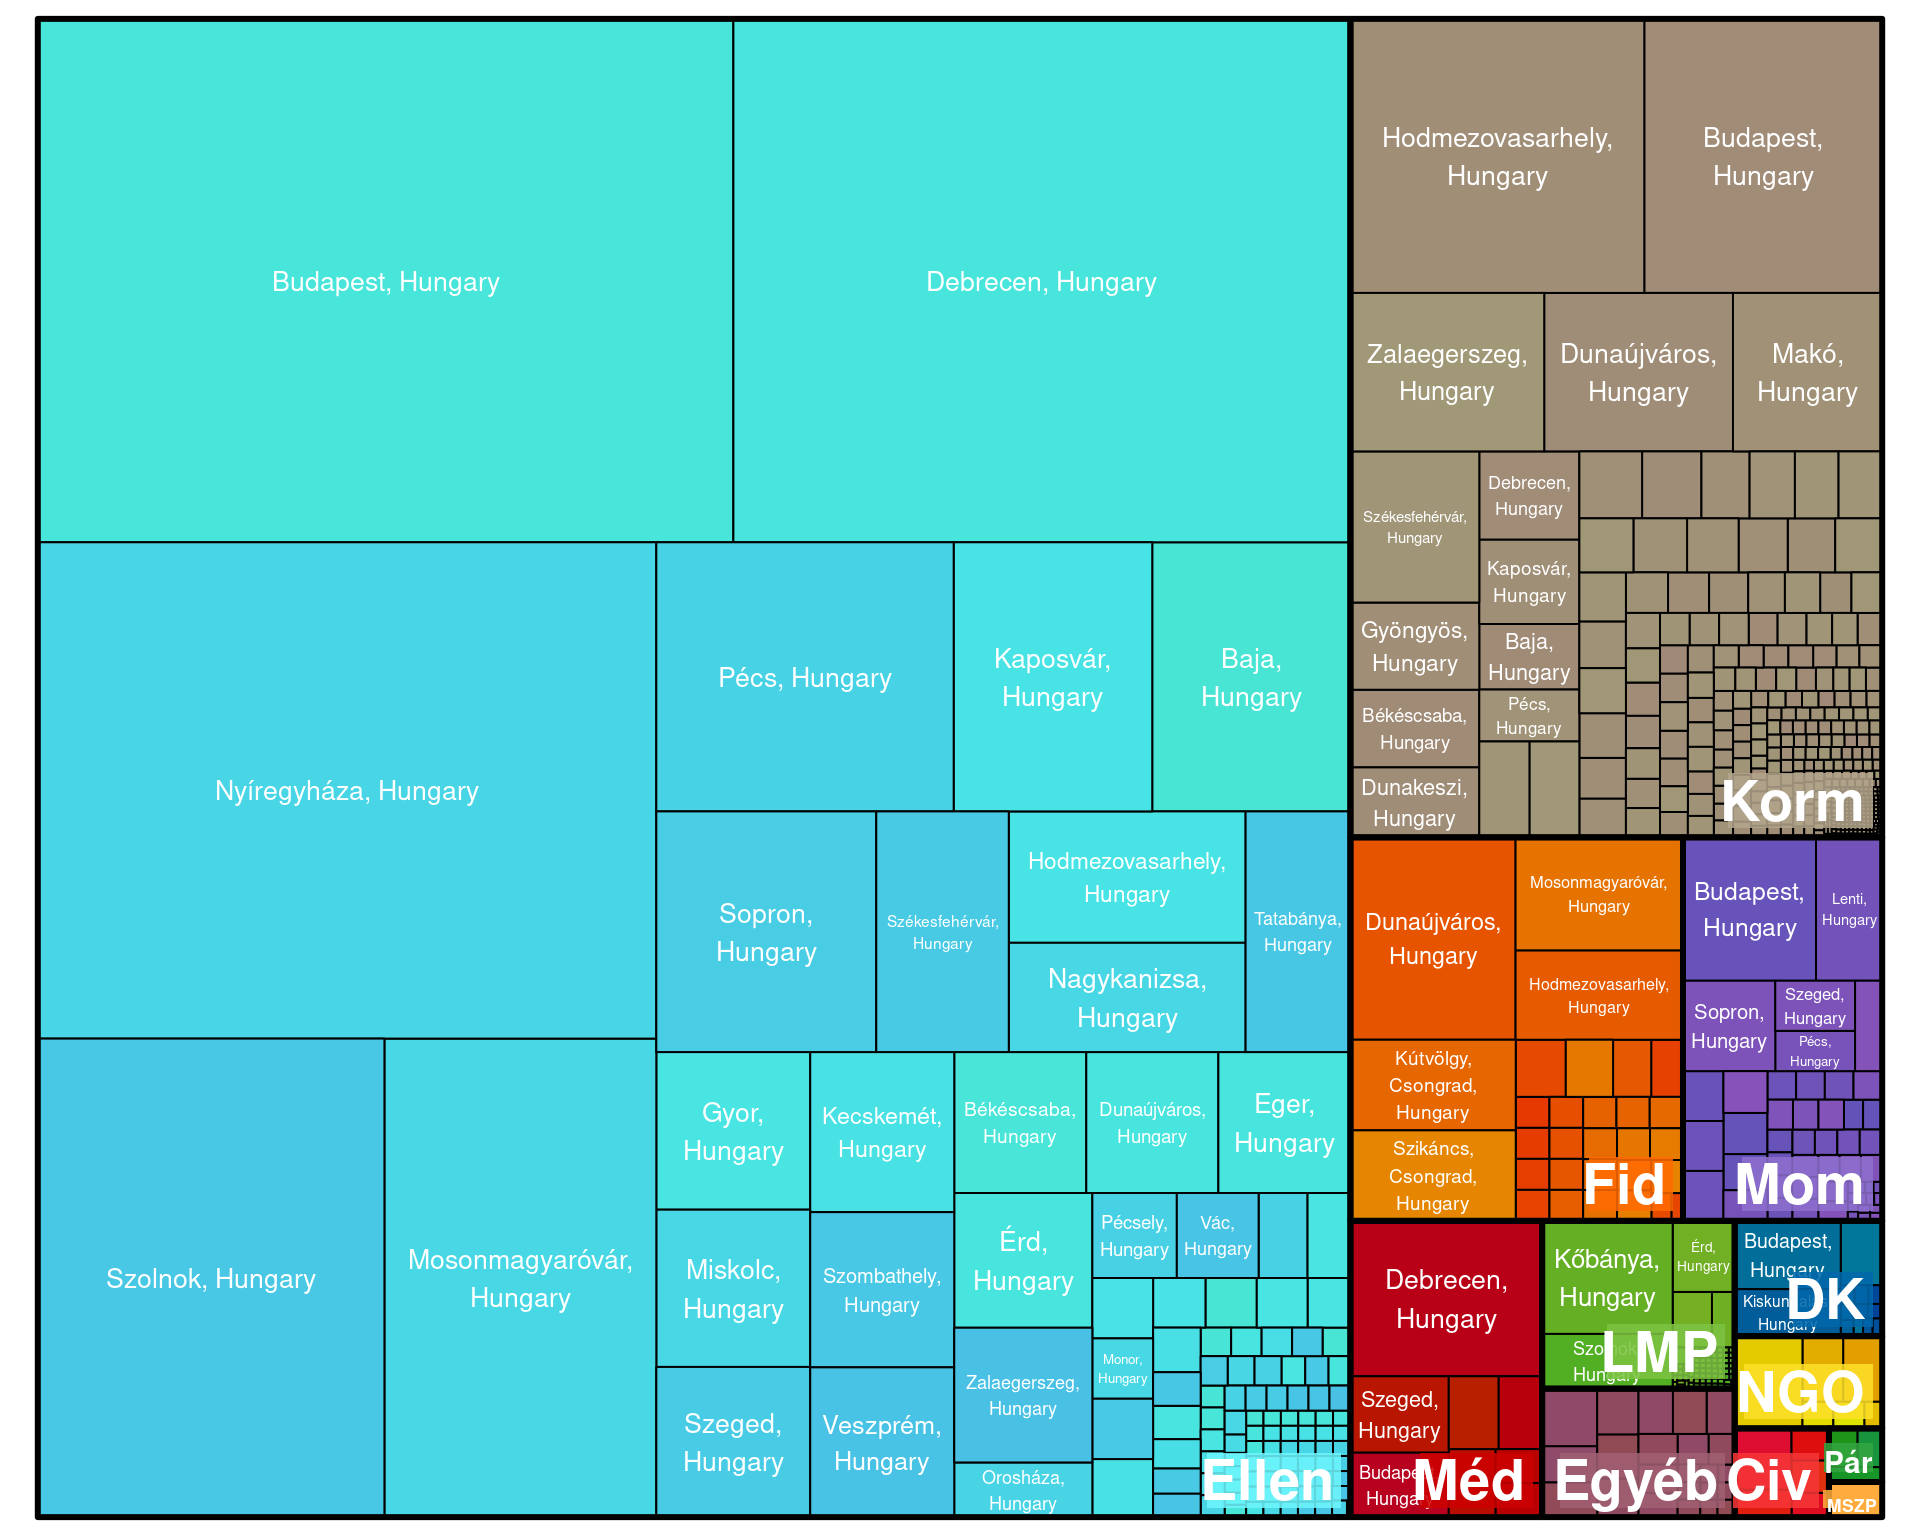 Budapest, Hungary
Debrecen, Hungary
Nyíregyháza, Hungary
Pécs, Hungary
Kaposvár,
Hungary
Baja,
Hungary
Sopron,
Hungary
Székesfehérvár,
Hungary
Hodmezovasarhely,
Hungary
Nagykanizsa,
Hungary
Tatabánya,
Hungary
Szolnok, Hungary
Mosonmagyaróvár,
Hungary
Gyor,
Hungary
Kecskemét,
Hungary
Békéscsaba,
Hungary
Dunaújváros,
Hungary
Eger,
Hungary
Miskolc,
Hungary
Szombathely,
Hungary
Érd,
Hungary
Pécsely,
Hungary
Vác,
Hungary
Szeged,
Hungary
Veszprém,
Hungary
Zalaegerszeg,
Hungary
Monor,
Hungary
Orosháza,
Hungary
Ellen
Hodmezovasarhely,
Hungary
Budapest,
Hungary
Zalaegerszeg,
Hungary
Dunaújváros,
Hungary
Makó,
Hungary
Székesfehérvár,
Hungary
Debrecen,
Hungary
Kaposvár,
Hungary
Gyöngyös,
Hungary
Baja,
Hungary
Békéscsaba,
Hungary
Pécs,
Hungary
Dunakeszi,
Hungary
Korm
Dunaújváros,
Hungary
Mosonmagyaróvár,
Hungary
Hodmezovasarhely,
Hungary
Kútvölgy,
Csongrad,
Hungary
Szikáncs,
Csongrad,
Hungary
Fid
Budapest,
Hungary
Lenti,
Hungary
Sopron,
Hungary
Szeged,
Hungary
Pécs,
Hungary
Mom
Debrecen,
Hungary
Szeged,
Hungary
Méd
Kőbánya,
Hungary
Érd,
Hungary
Hungary
LMP
Budapest,
Hungary
Hungary
DK
NGO
Egyéb
Civ
Pár
MSZP